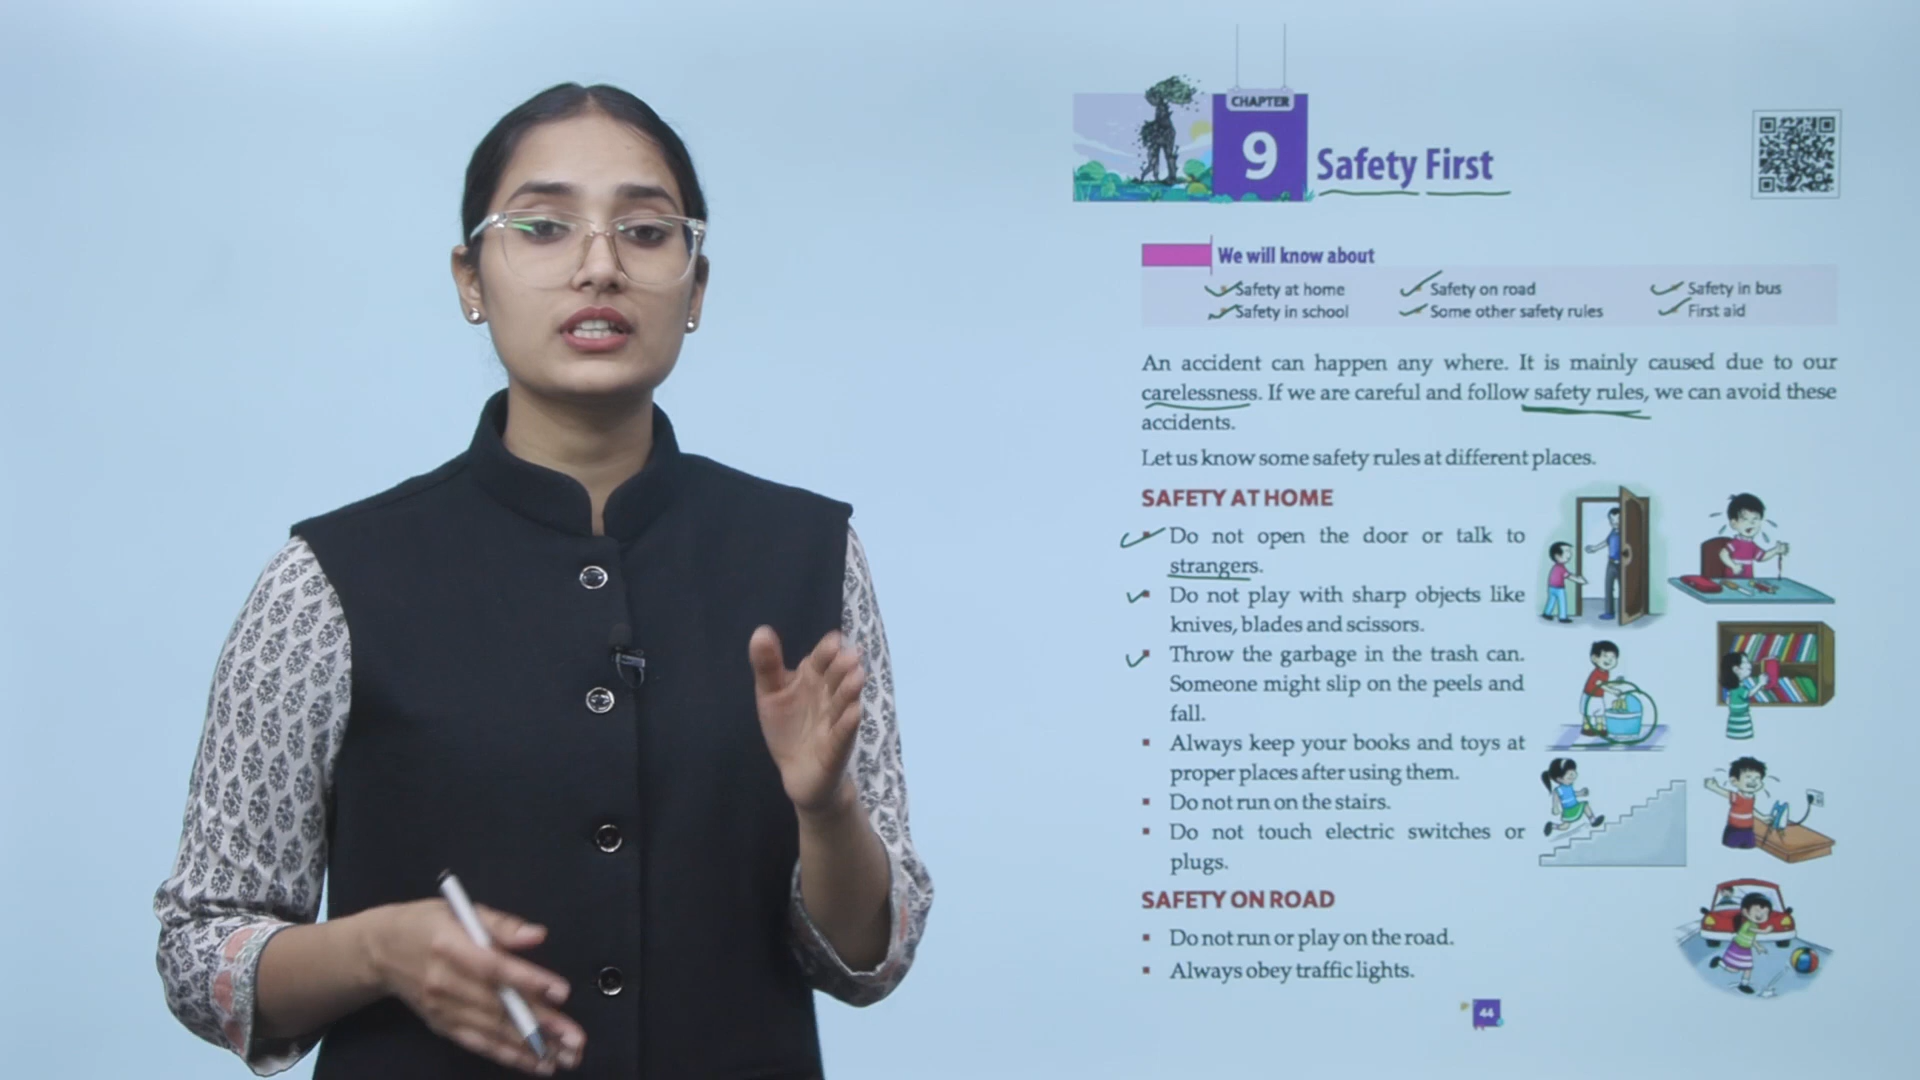 CHAPTER
9
Safety First
We will know about
Safety at home
Safety on road
Safety in bus
Safety in school
Some other safety rules
First aid
An accident can happen any where. It is mainly caused due to our
carelessness. If we are careful and follow safety rules, we can avoid these
accidents.
Let us know some safety rules at different places.
SAFETY AT HOME
▪ Do not open the door or talk to
strangers.
▪ Do not play with sharp objects like
knives, blades and scissors.
▪ Throw the garbage in the trash can.
Someone might slip on the peels and
fall.
▪ Always keep your books and toys at
proper places after using them.
▪ Do not run on the stairs.
▪ Do not touch electric switches or
plugs.
SAFETY ON ROAD
▪ Do not run or play on the road.
▪ Always obey traffic lights.
44